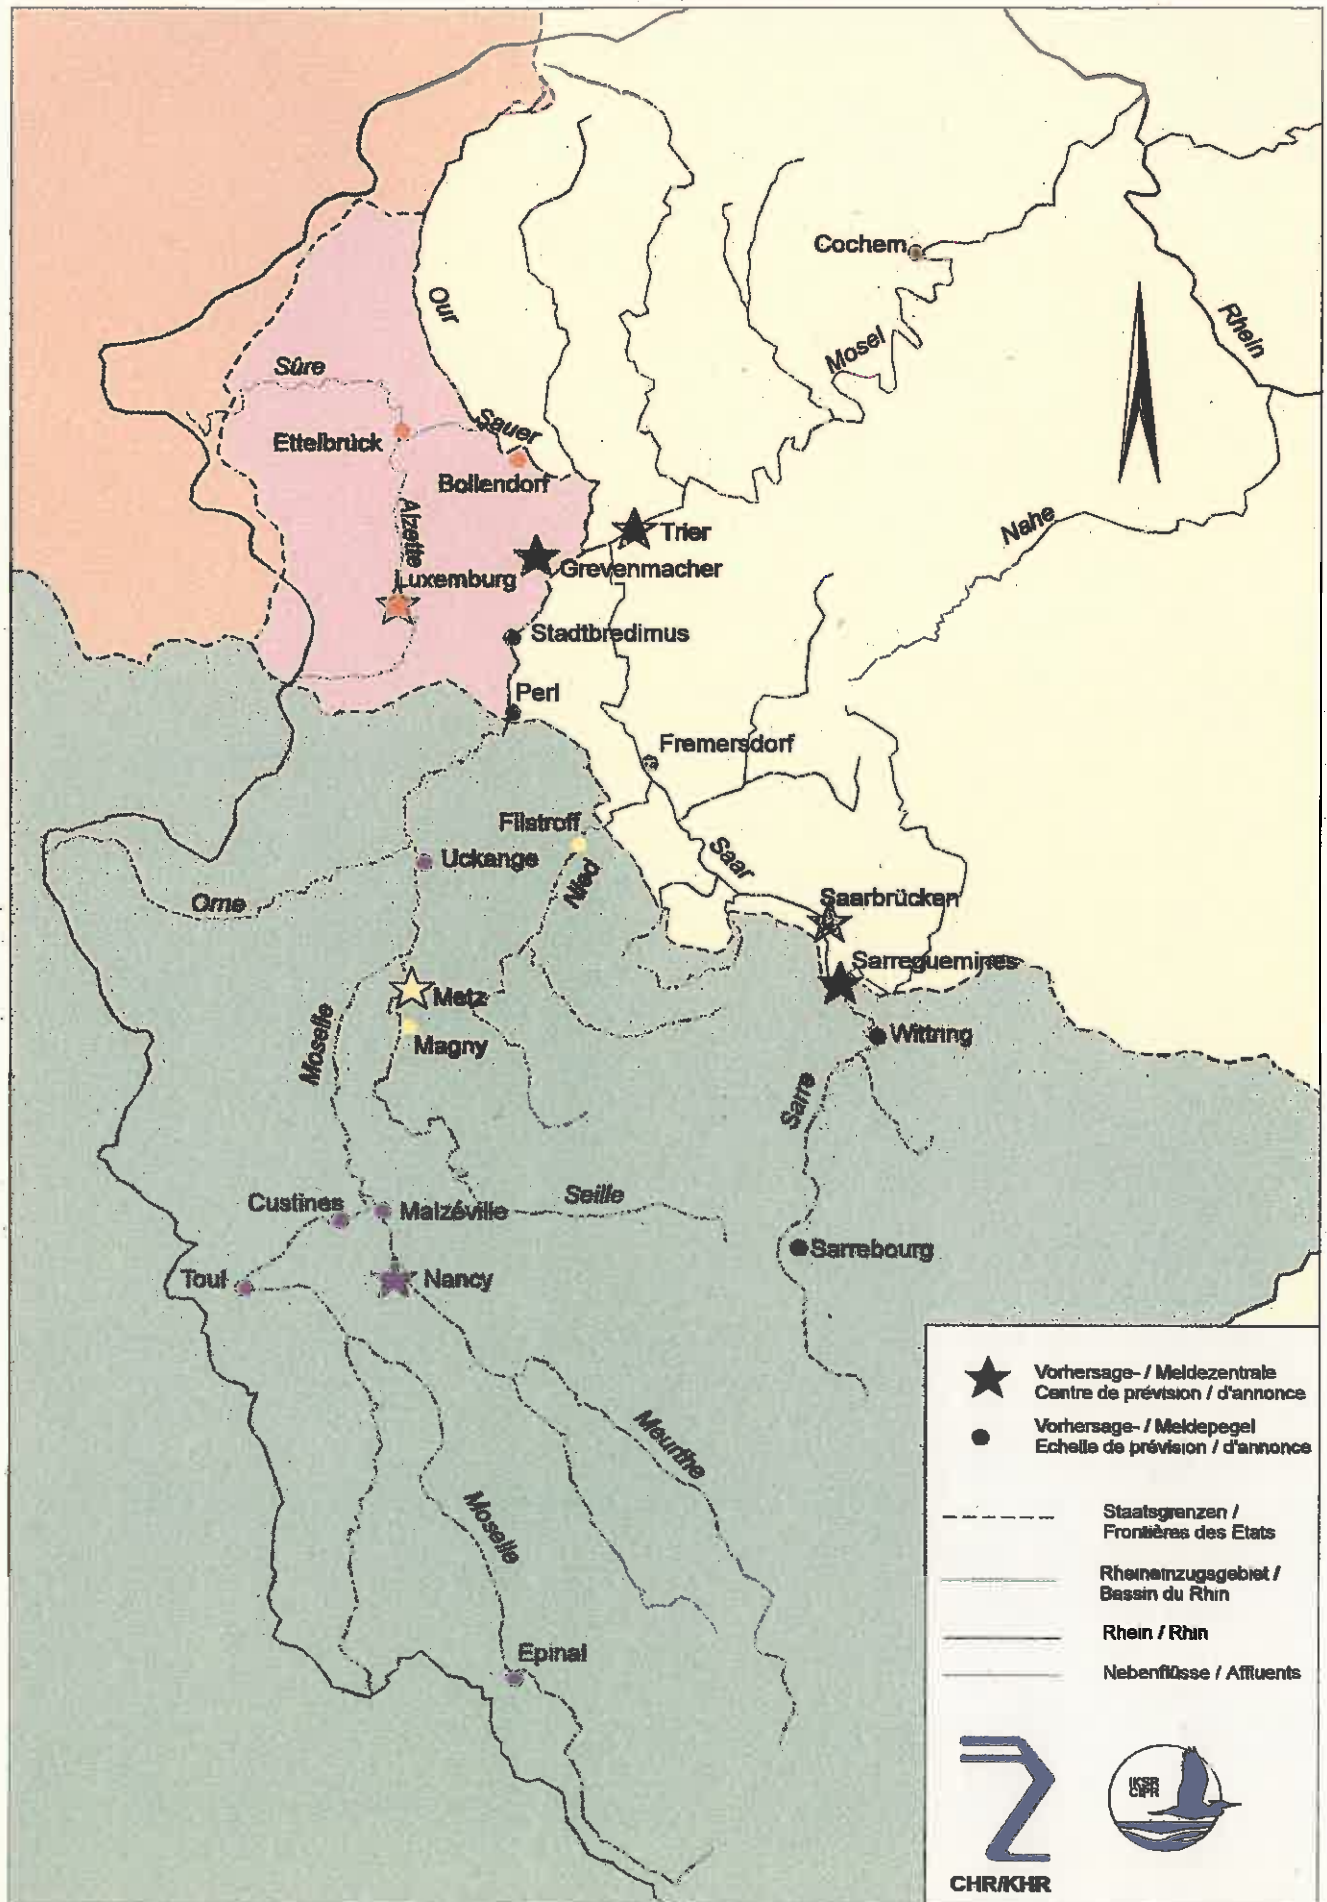 Cochem
Our
Mosel
Rhein
Sûre
Sauer
Ettelbrück
Bollendorf
Alzette
Nahe
Trier
Grevenmacher
Luxemburg
Stadtbredimus
Perl
Fremersdorf
Filstroff
Uckange
Nied
Saar
Orne
Saarbrücken
Sarreguemines
Metz
Moselle
Magny
Wittring
Sarre
Custines
Malzéville
Seille
Sarrebourg
Toul
Nancy
Meurthe
Moselle
Epinal
Vorhersage- / Meldezentrale
Centre de prévision / d'annonce
Vorhersage- / Meldepegel
Echelle de prévision / d'annonce
Staatsgrenzen /
Frontières des Etats
Rheineinzugsgebiet /
Bassin du Rhin
Rhein / Rhin
Nebenflüsse / Affluents
IKSR
CIPR
CHR/KHR